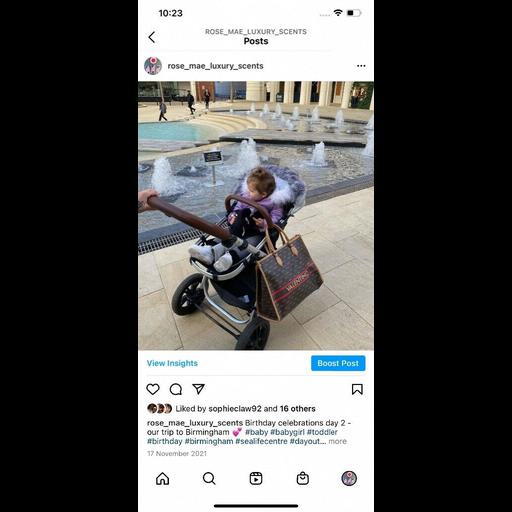 10:23
ROSE_MAE_LUXURY_SCENTS
Posts
rose_mae_luxury_scents
VALENTINO
View Insights
Boost Post
Liked by sophieclaw92 and 16 others
rose_mae_luxury_scents Birthday celebrations day 2 -
our trip to Birmingham 💞 #baby #babygirl #toddler
#birthday #birmingham #sealifecentre #dayout... more
17 November 2021